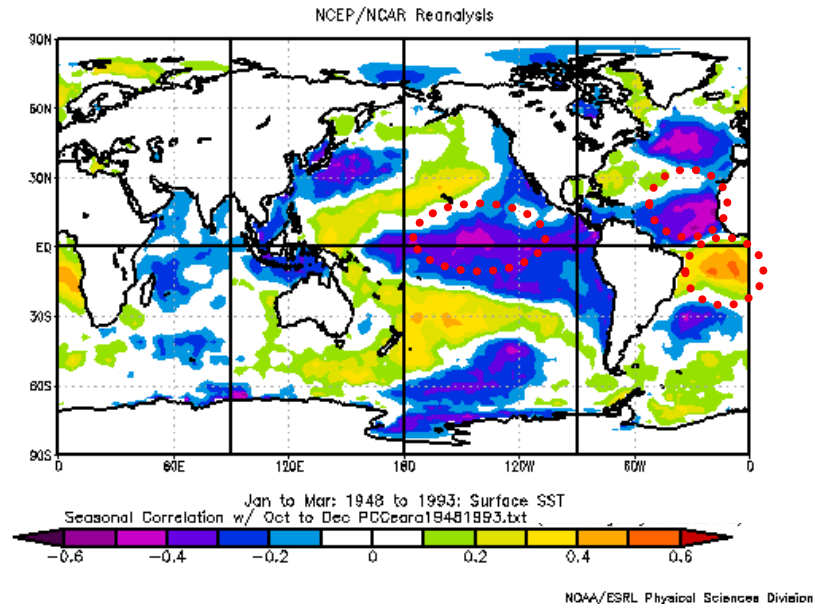 NCEP/NCAR Reanalysis
90N
60N
30N
EQ
30S
60S
90S
0 60E 120E 180 120W 60W 0
Jan to Mar: 1948 to 1993: Surface SST
Seasonal Correlation w/ Oct to Dec PCCeara19481993.txt
-0.6 -0.4 -0.2 0 0.2 0.4 0.6
NOAA/ESRL Physical Sciences Division